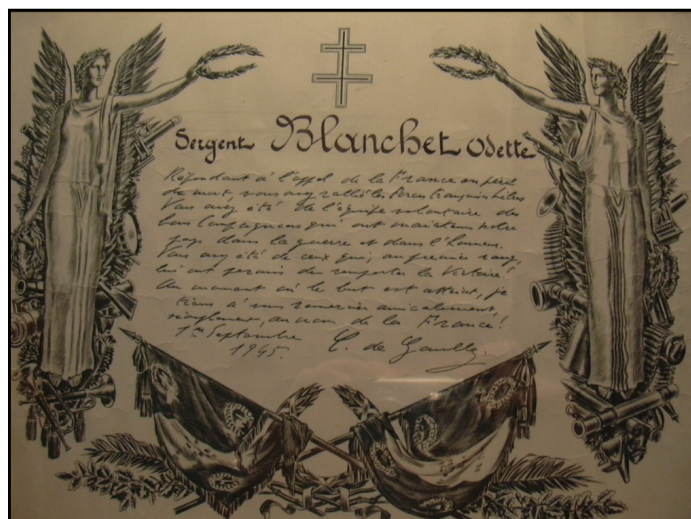 Sergent Blanchet Odette
Répondant à l'appel de la France en péril
de mort, vous avez rallié les Forces françaises libres
Vous avez été de l'équipe volontaire des
bons compagnons qui ont maintenu notre
pays dans la guerre et dans l'honneur.
Vous avez été de ceux qui, au premier rang,
lui ont permis de remporter la Victoire!
Au moment où le but est atteint, je
tiens à vous remercier amicalement,
simplement, au nom de la France!
1er Septembre
1945. C. de Gaulle.